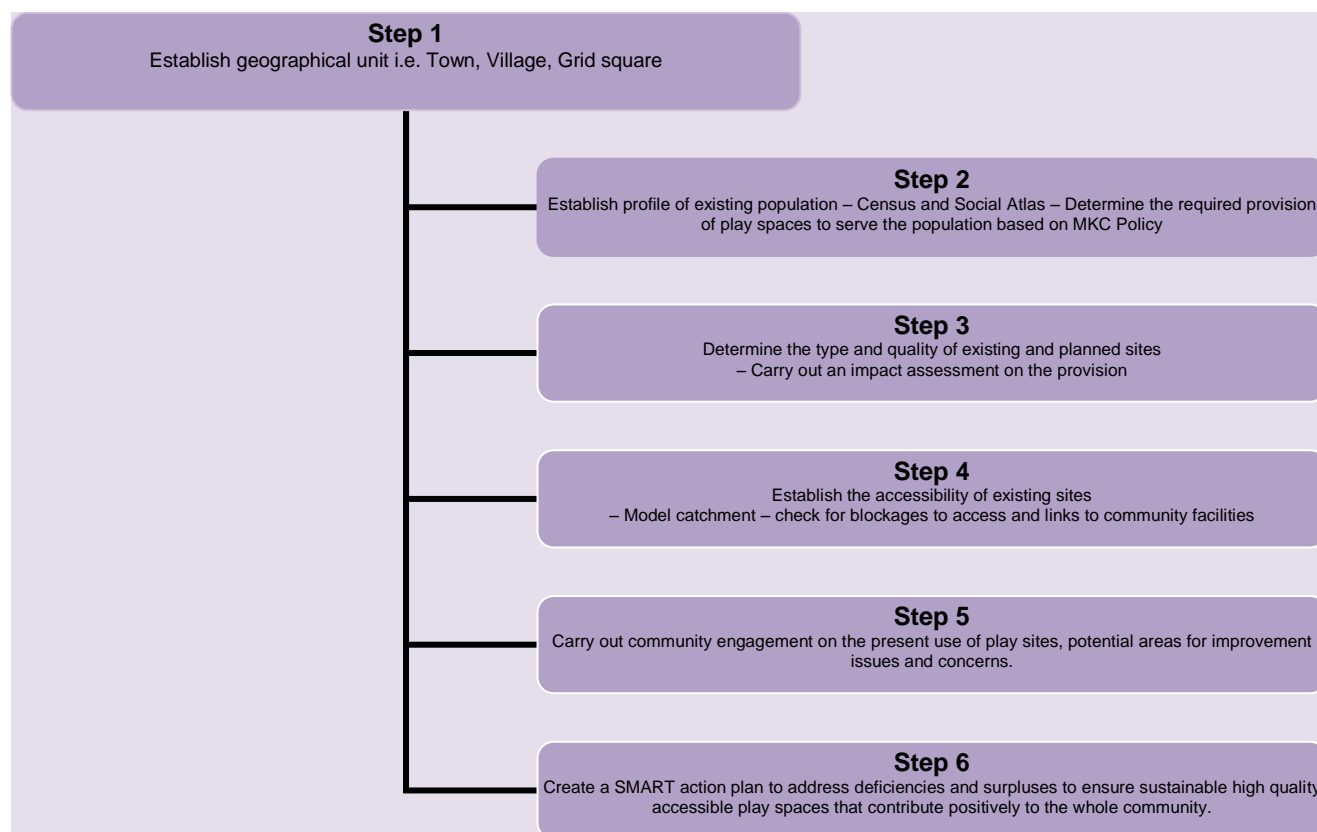 Step 1
Establish geographical unit i.e. Town, Village, Grid square
Step 2
Establish profile of existing population – Census and Social Atlas – Determine the required provision
of play spaces to serve the population based on MKC Policy
Step 3
Determine the type and quality of existing and planned sites
– Carry out an impact assessment on the provision
Step 4
Establish the accessibility of existing sites
– Model catchment – check for blockages to access and links to community facilities
Step 5
Carry out community engagement on the present use of play sites, potential areas for improvement
issues and concerns.
Step 6
Create a SMART action plan to address deficiencies and surpluses to ensure sustainable high quality
accessible play spaces that contribute positively to the whole community.